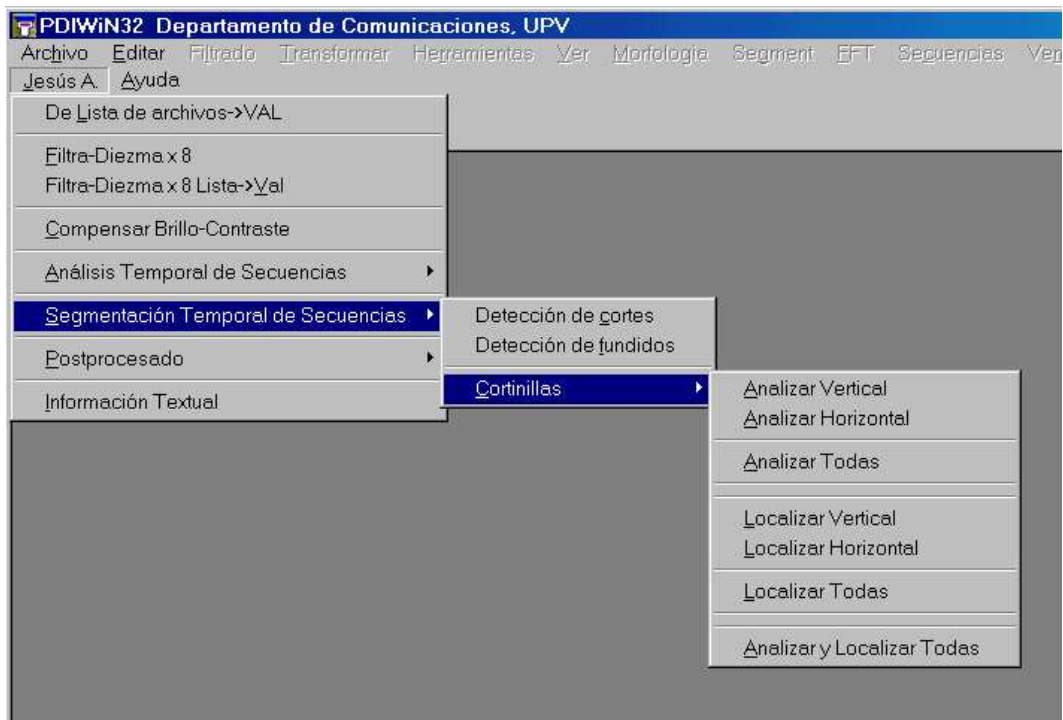 PDIWiN32 Departamento de Comunicaciones, UPV
Archivo Editar Filtrado Transformar Herramientas Ver Morfologia Segment FFT Secuencias Ven
Jesús A. Ayuda
De Lista de archivos->VAL
Filtra-Diezma x 8
Filtra-Diezma x 8 Lista->Val
Compensar Brillo-Contraste
Análisis Temporal de Secuencias
Segmentación Temporal de Secuencias
Postprocesado
Información Textual
Detección de cortes
Detección de fundidos
Cortinillas
Analizar Vertical
Analizar Horizontal
Analizar Todas
Localizar Vertical
Localizar Horizontal
Localizar Todas
Analizar y Localizar Todas